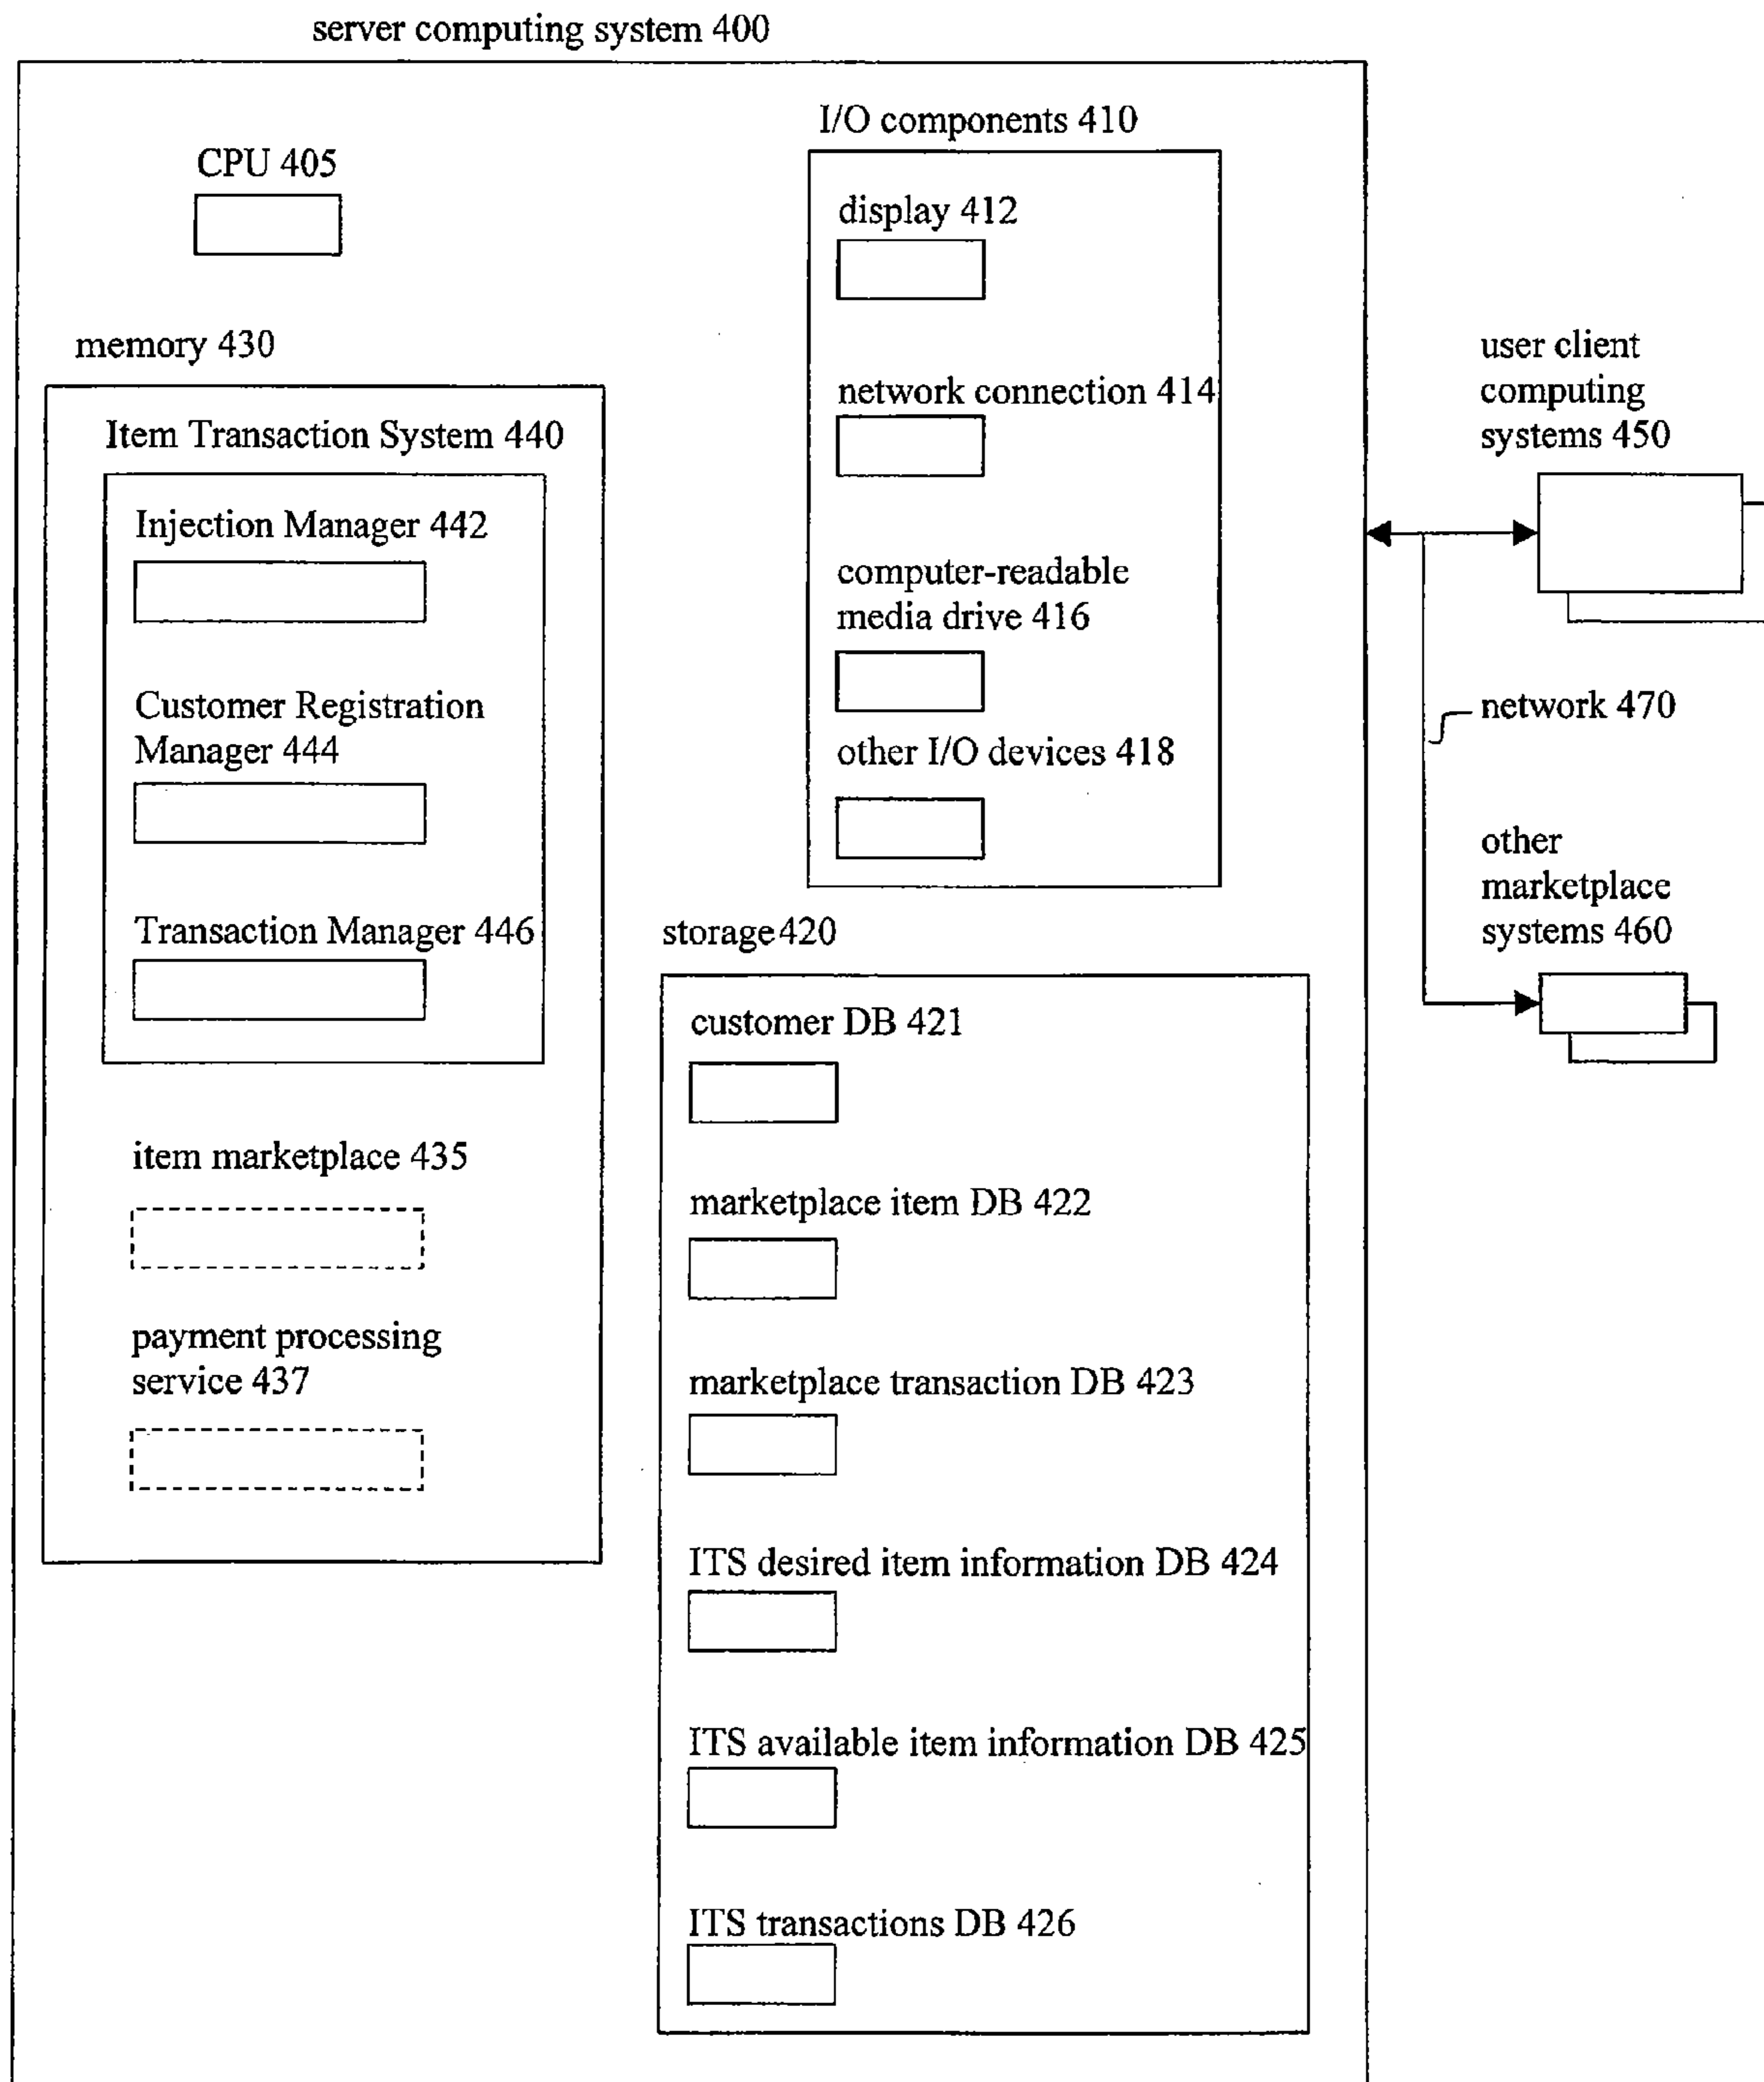 server computing system 400
CPU 405
memory 430
Item Transaction System 440
Injection Manager 442
Customer Registration
Manager 444
Transaction Manager 446
item marketplace 435
payment processing
service 437
I/O components 410
display 412
network connection 414
computer-readable
media drive 416
other I/O devices 418
storage 420
customer DB 421
marketplace item DB 422
marketplace transaction DB 423
ITS desired item information DB 424
ITS available item information DB 425
ITS transactions DB 426
user client
computing
systems 450
network 470
other
marketplace
systems 460